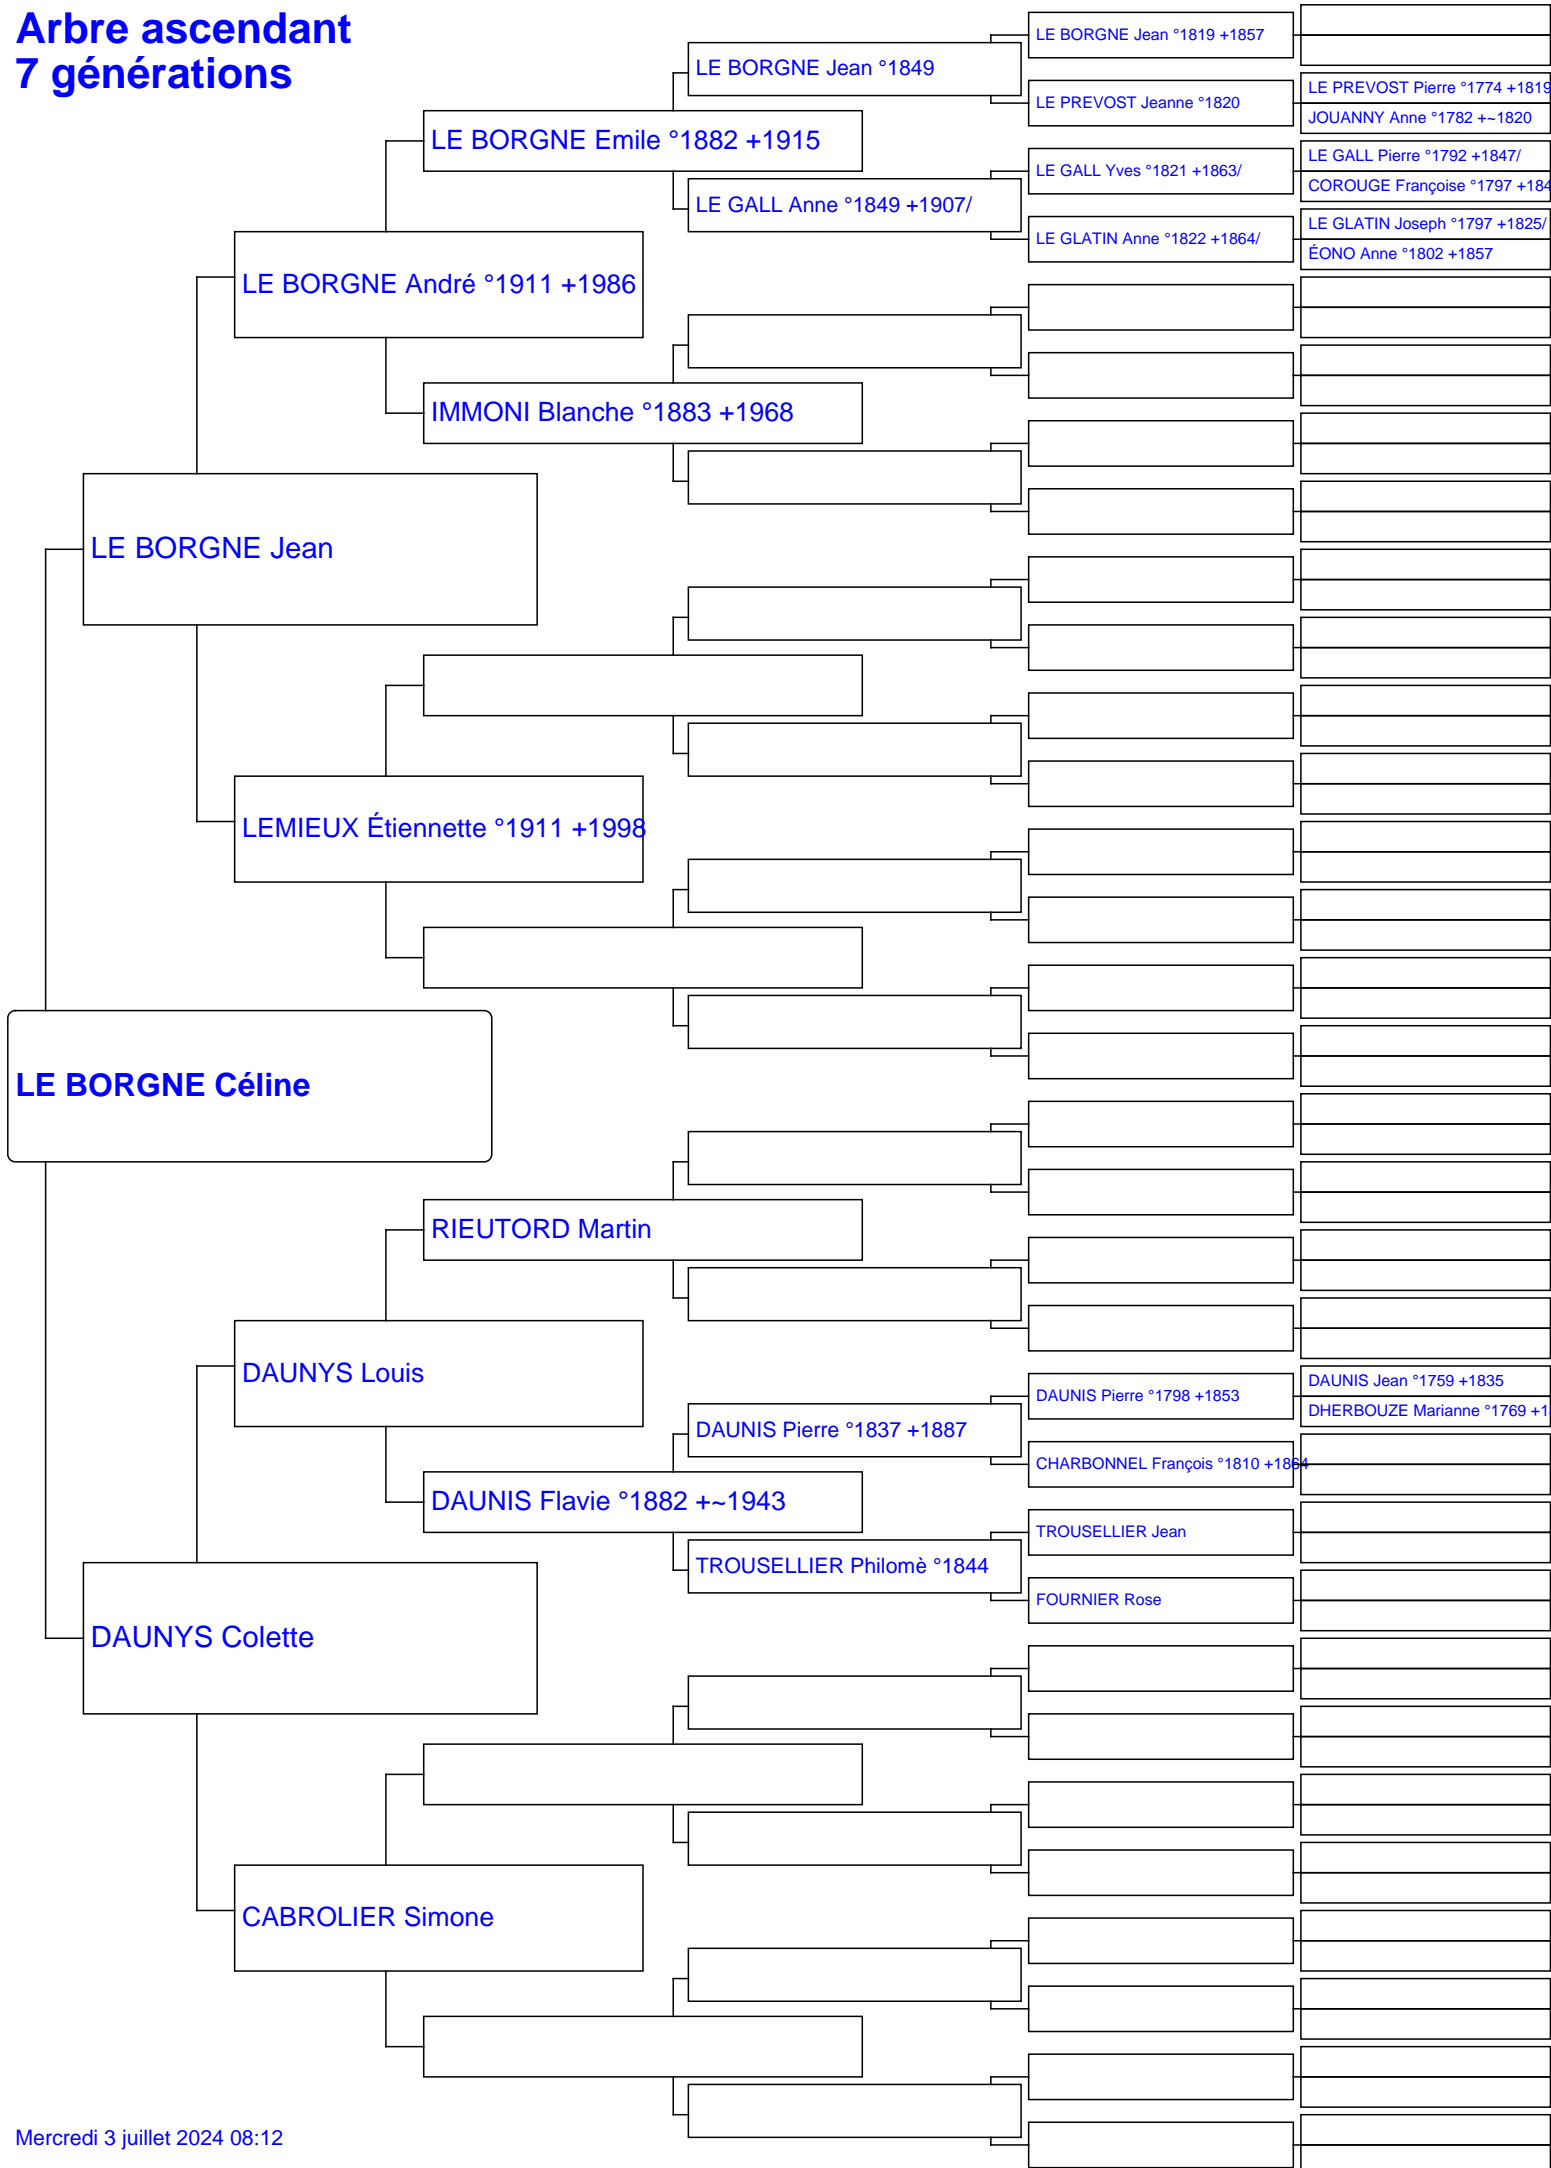 Arbre ascendant
7 générations
LE BORGNE Céline
LE BORGNE Jean
DAUNYS Colette
LE BORGNE André °1911 +1986
LEMIEUX Étiennette °1911 +1998
DAUNYS Louis
CABROLIER Simone
LE BORGNE Emile °1882 +1915
IMMONI Blanche °1883 +1968
RIEUTORD Martin
DAUNIS Flavie °1882 +~1943
LE BORGNE Jean °1849
LE GALL Anne °1849 +1907/
DAUNIS Pierre °1837 +1887
TROUSELLIER Philomè °1844
LE BORGNE Jean °1819 +1857
LE PREVOST Jeanne °1820
LE GALL Yves °1821 +1863/
LE GLATIN Anne °1822 +1864/
DAUNIS Pierre °1798 +1853
CHARBONNEL François °1810 +1864
TROUSELLIER Jean
FOURNIER Rose
LE PREVOST Pierre °1774 +1819
JOUANNY Anne °1782 +~1820
LE GALL Pierre °1792 +1847/
COROUGE Françoise °1797 +184
LE GLATIN Joseph °1797 +1825/
ÉONO Anne °1802 +1857
DAUNIS Jean °1759 +1835
DHERBOUZE Marianne °1769 +1
Mercredi 3 juillet 2024 08:12